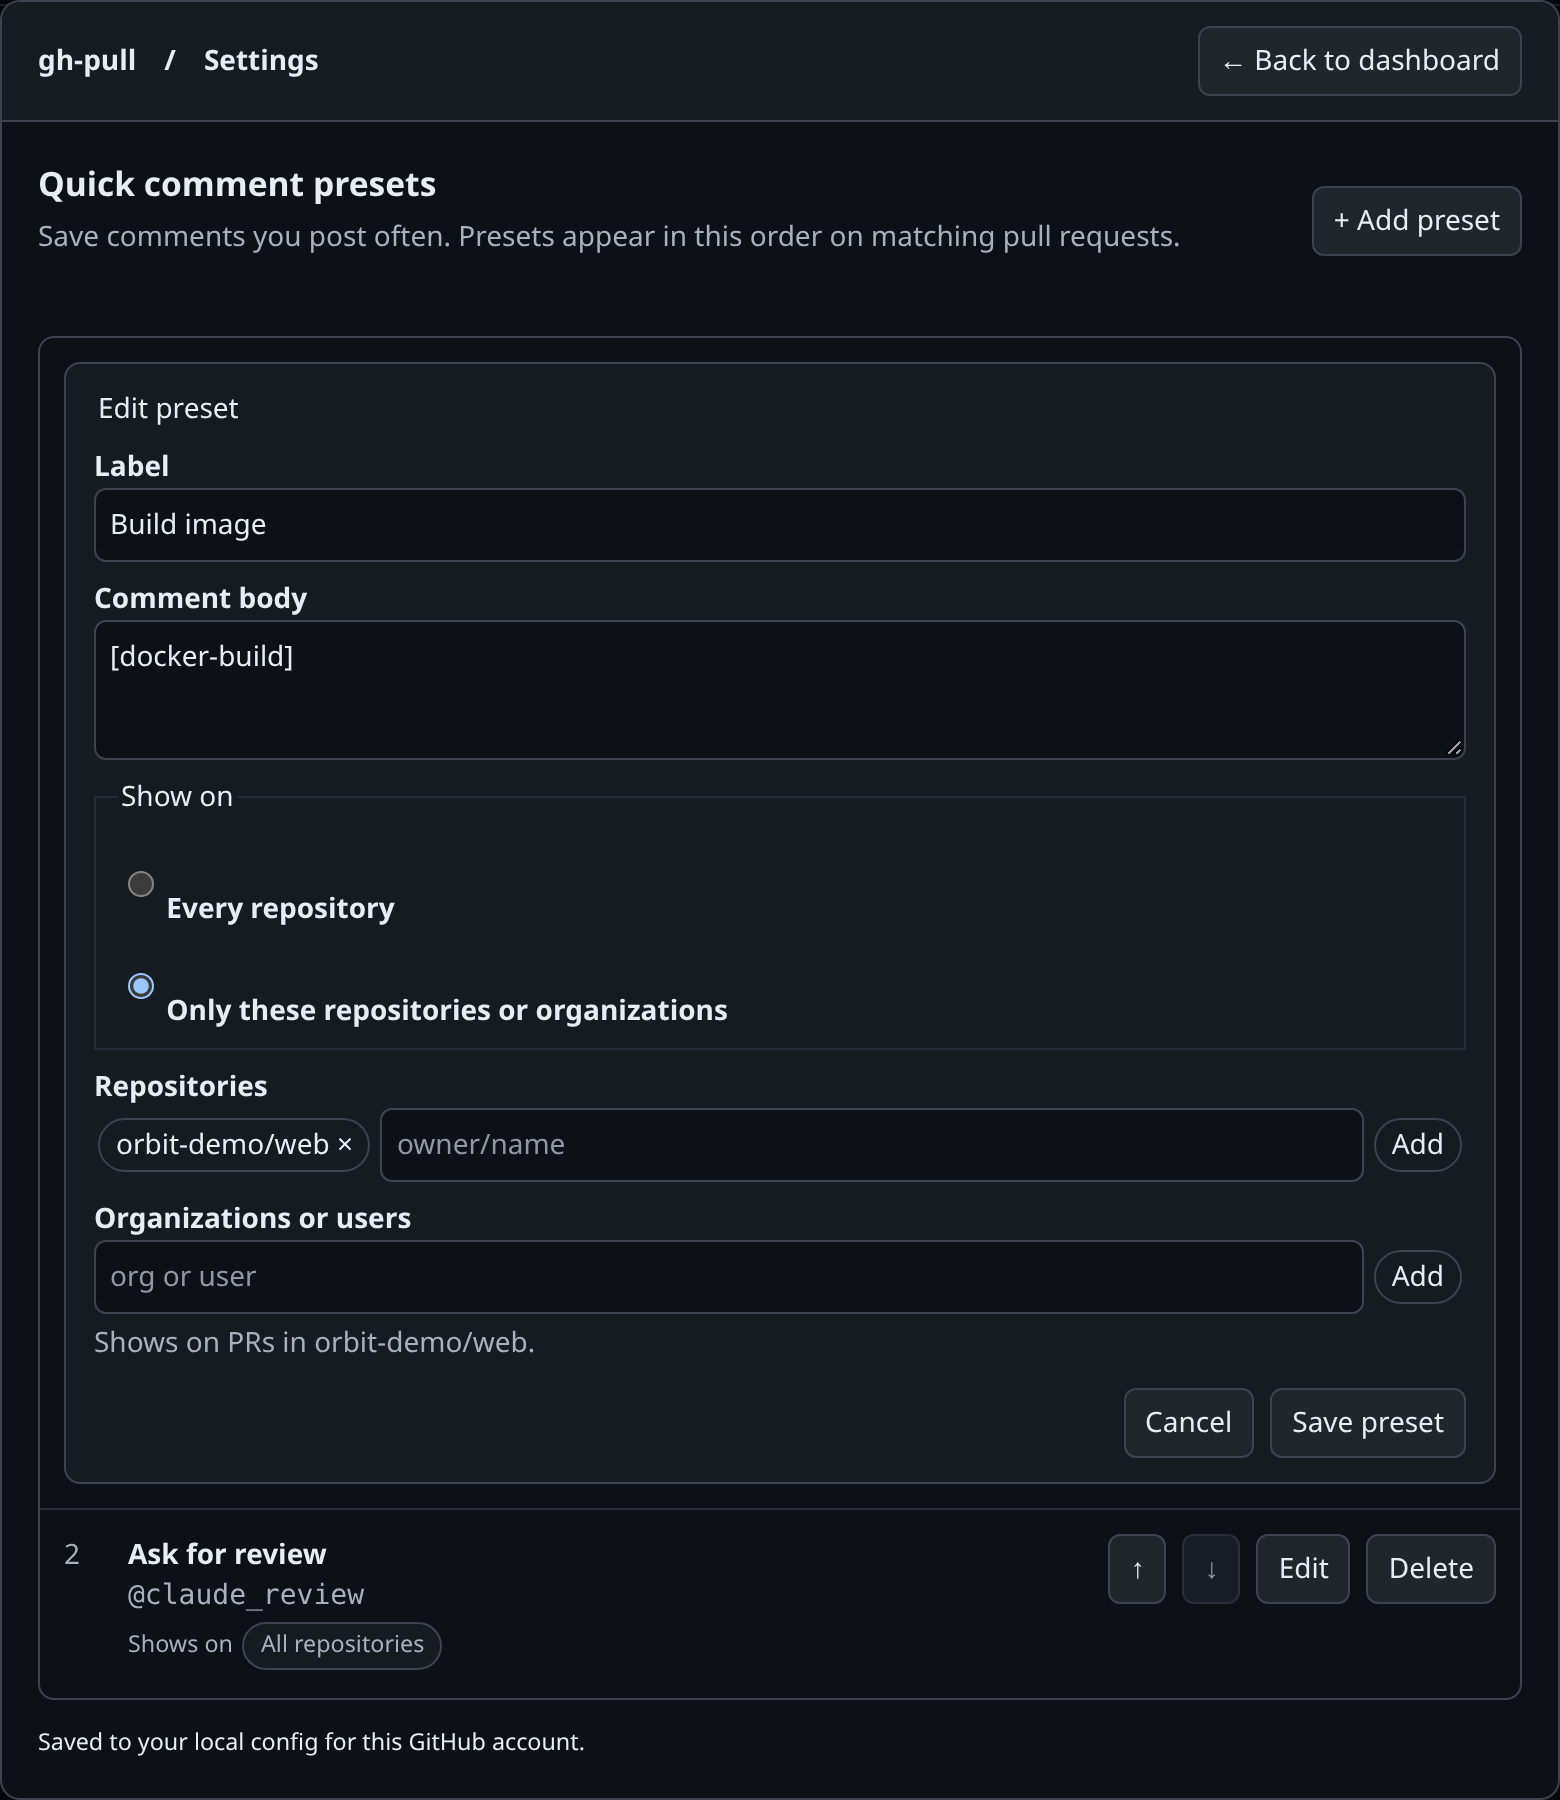 gh-pull / Settings
← Back to dashboard
Quick comment presets
Save comments you post often. Presets appear in this order on matching pull requests.
+ Add preset
Edit preset
Label
Build image
Comment body
[docker-build]
Show on
Every repository
Only these repositories or organizations
Repositories
orbit-demo/web ×
owner/name
Add
Organizations or users
org or user
Add
Shows on PRs in orbit-demo/web.
Cancel
Save preset
2
Ask for review
↑
↓
Edit
Delete
@claude_review
Shows on All repositories
Saved to your local config for this GitHub account.